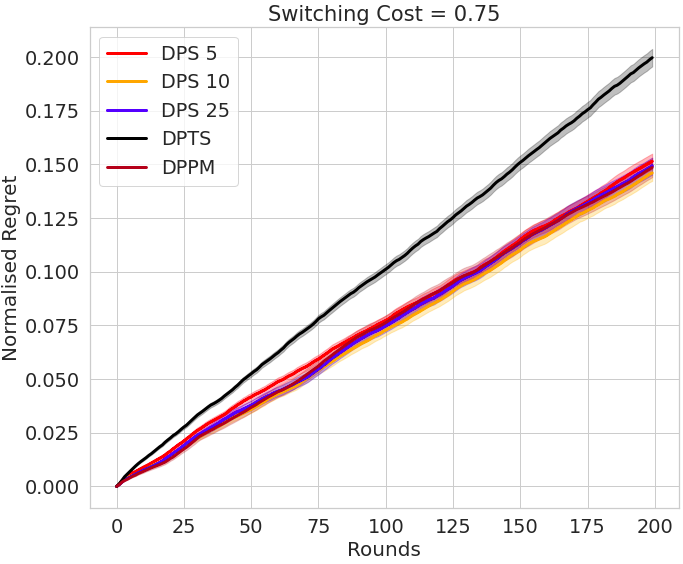 Switching Cost = 0.75
DPS 5
DPS 10
DPS 25
DPTS
DPPM
Normalised Regret
0.200
0.175
0.150
0.125
0.100
0.075
0.050
0.025
0.000
0 25 50 75 100 125 150 175 200
Rounds